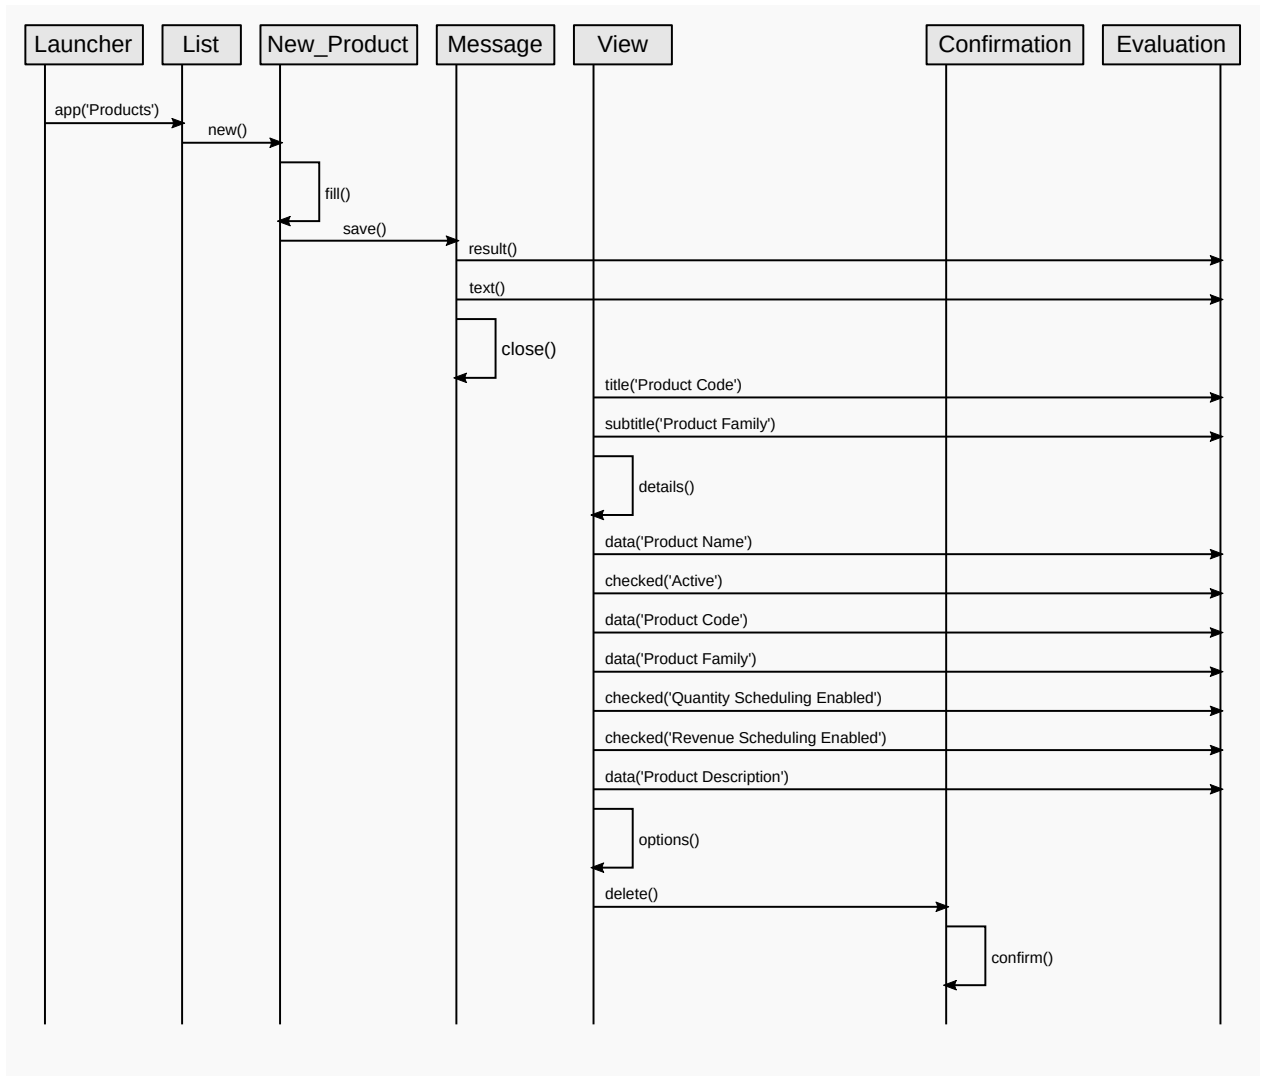 Launcher List New_Product Message View Confirmation Evaluation
app('Products')
new()
fill()
save()
result()
text()
close()
title('Product Code')
subtitle('Product Family')
details()
data('Product Name')
checked('Active')
data('Product Code')
data('Product Family')
checked('Quantity Scheduling Enabled')
checked('Revenue Scheduling Enabled')
data('Product Description')
options()
delete()
confirm()